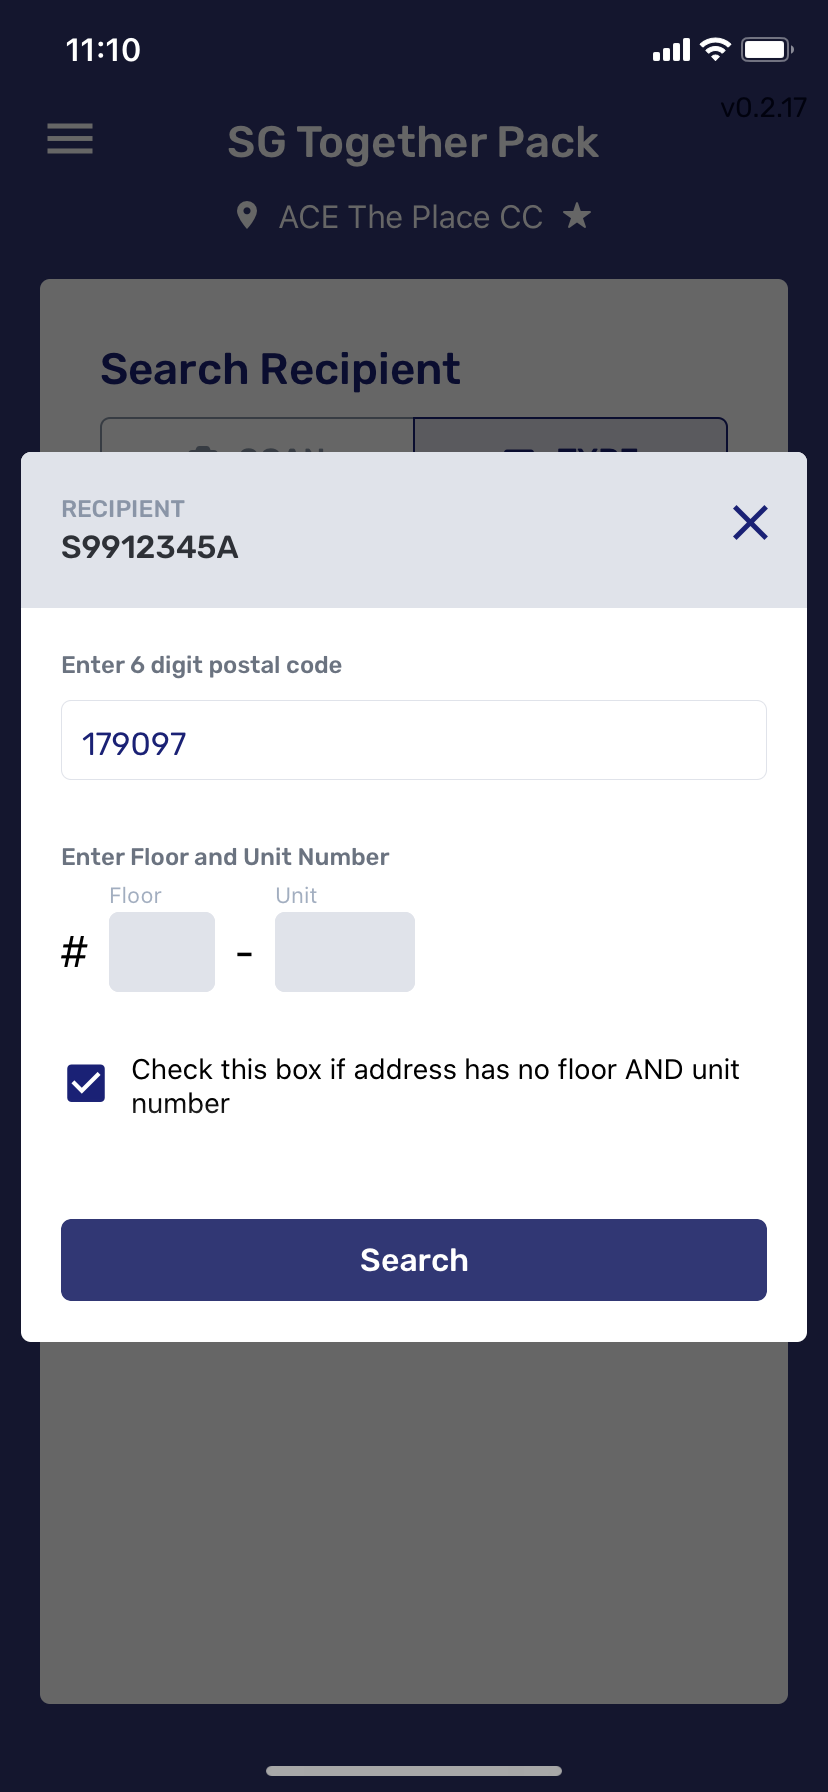 11:10
v0.2.17
SG Together Pack
ACE The Place CC
Search Recipient
SCAN
TYPE
RECIPIENT
S9912345A
Enter 6 digit postal code
179097
Enter Floor and Unit Number
Floor
Unit
# -
Check this box if address has no floor AND unit
number
Search